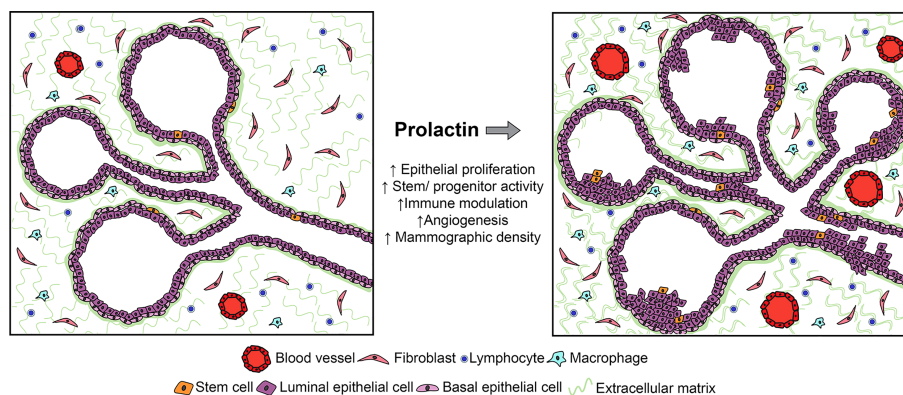 Prolactin
↑ Epithelial proliferation
↑ Stem/ progenitor activity
↑Immune modulation
↑Angiogenesis
↑ Mammographic density
Blood vessel Fibroblast Lymphocyte Macrophage
Stem cell Luminal epithelial cell Basal epithelial cell Extracellular matrix